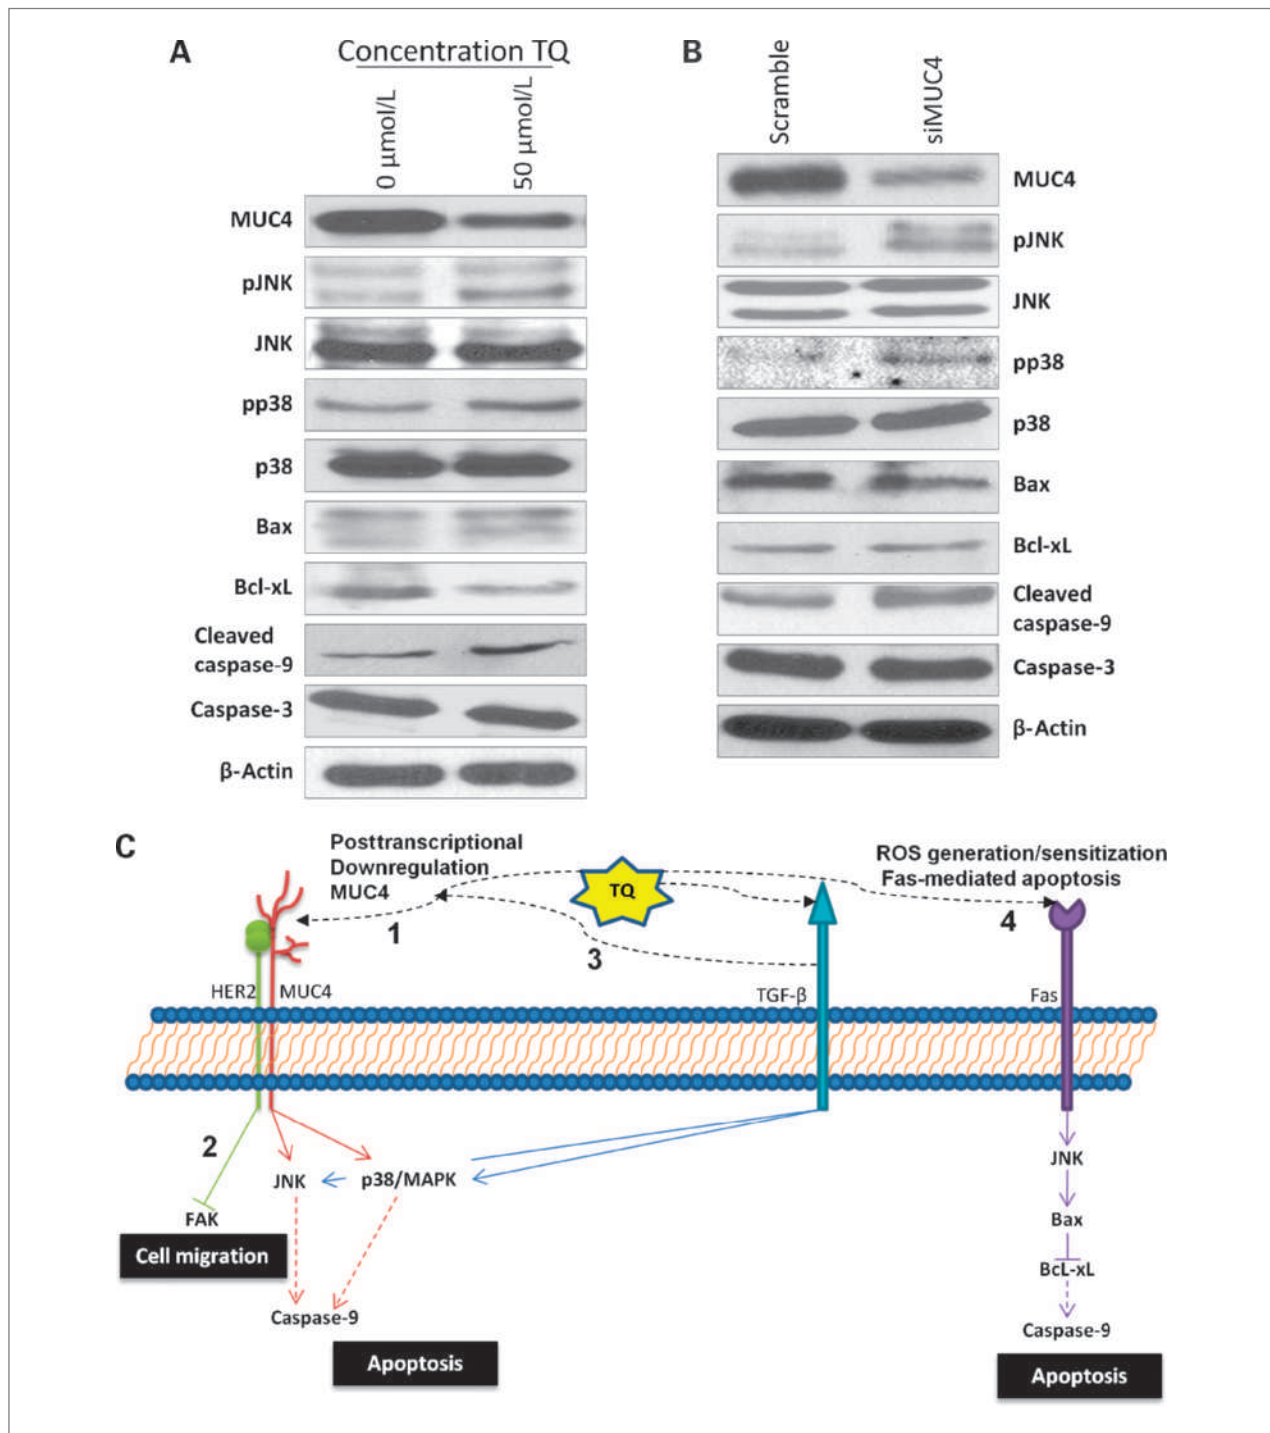 A
Concentration TQ
0 µmol/L
50 µmol/L
MUC4
pJNK
JNK
pp38
p38
Bax
Bcl-xL
Cleaved
caspase-9
Caspase-3
β-Actin
B
Scramble
siMUC4
MUC4
pJNK
JNK
pp38
p38
Bax
Bcl-xL
Cleaved
caspase-9
Caspase-3
β-Actin
C
Posttranscriptional
Downregulation
MUC4
TQ
ROS generation/sensitization
Fas-mediated apoptosis
1
3
4
HER2
MUC4
TGF-β
Fas
2
JNK
p38/MAPK
FAK
Cell migration
Caspase-9
Apoptosis
JNK
Bax
BcL-xL
Caspase-9
Apoptosis